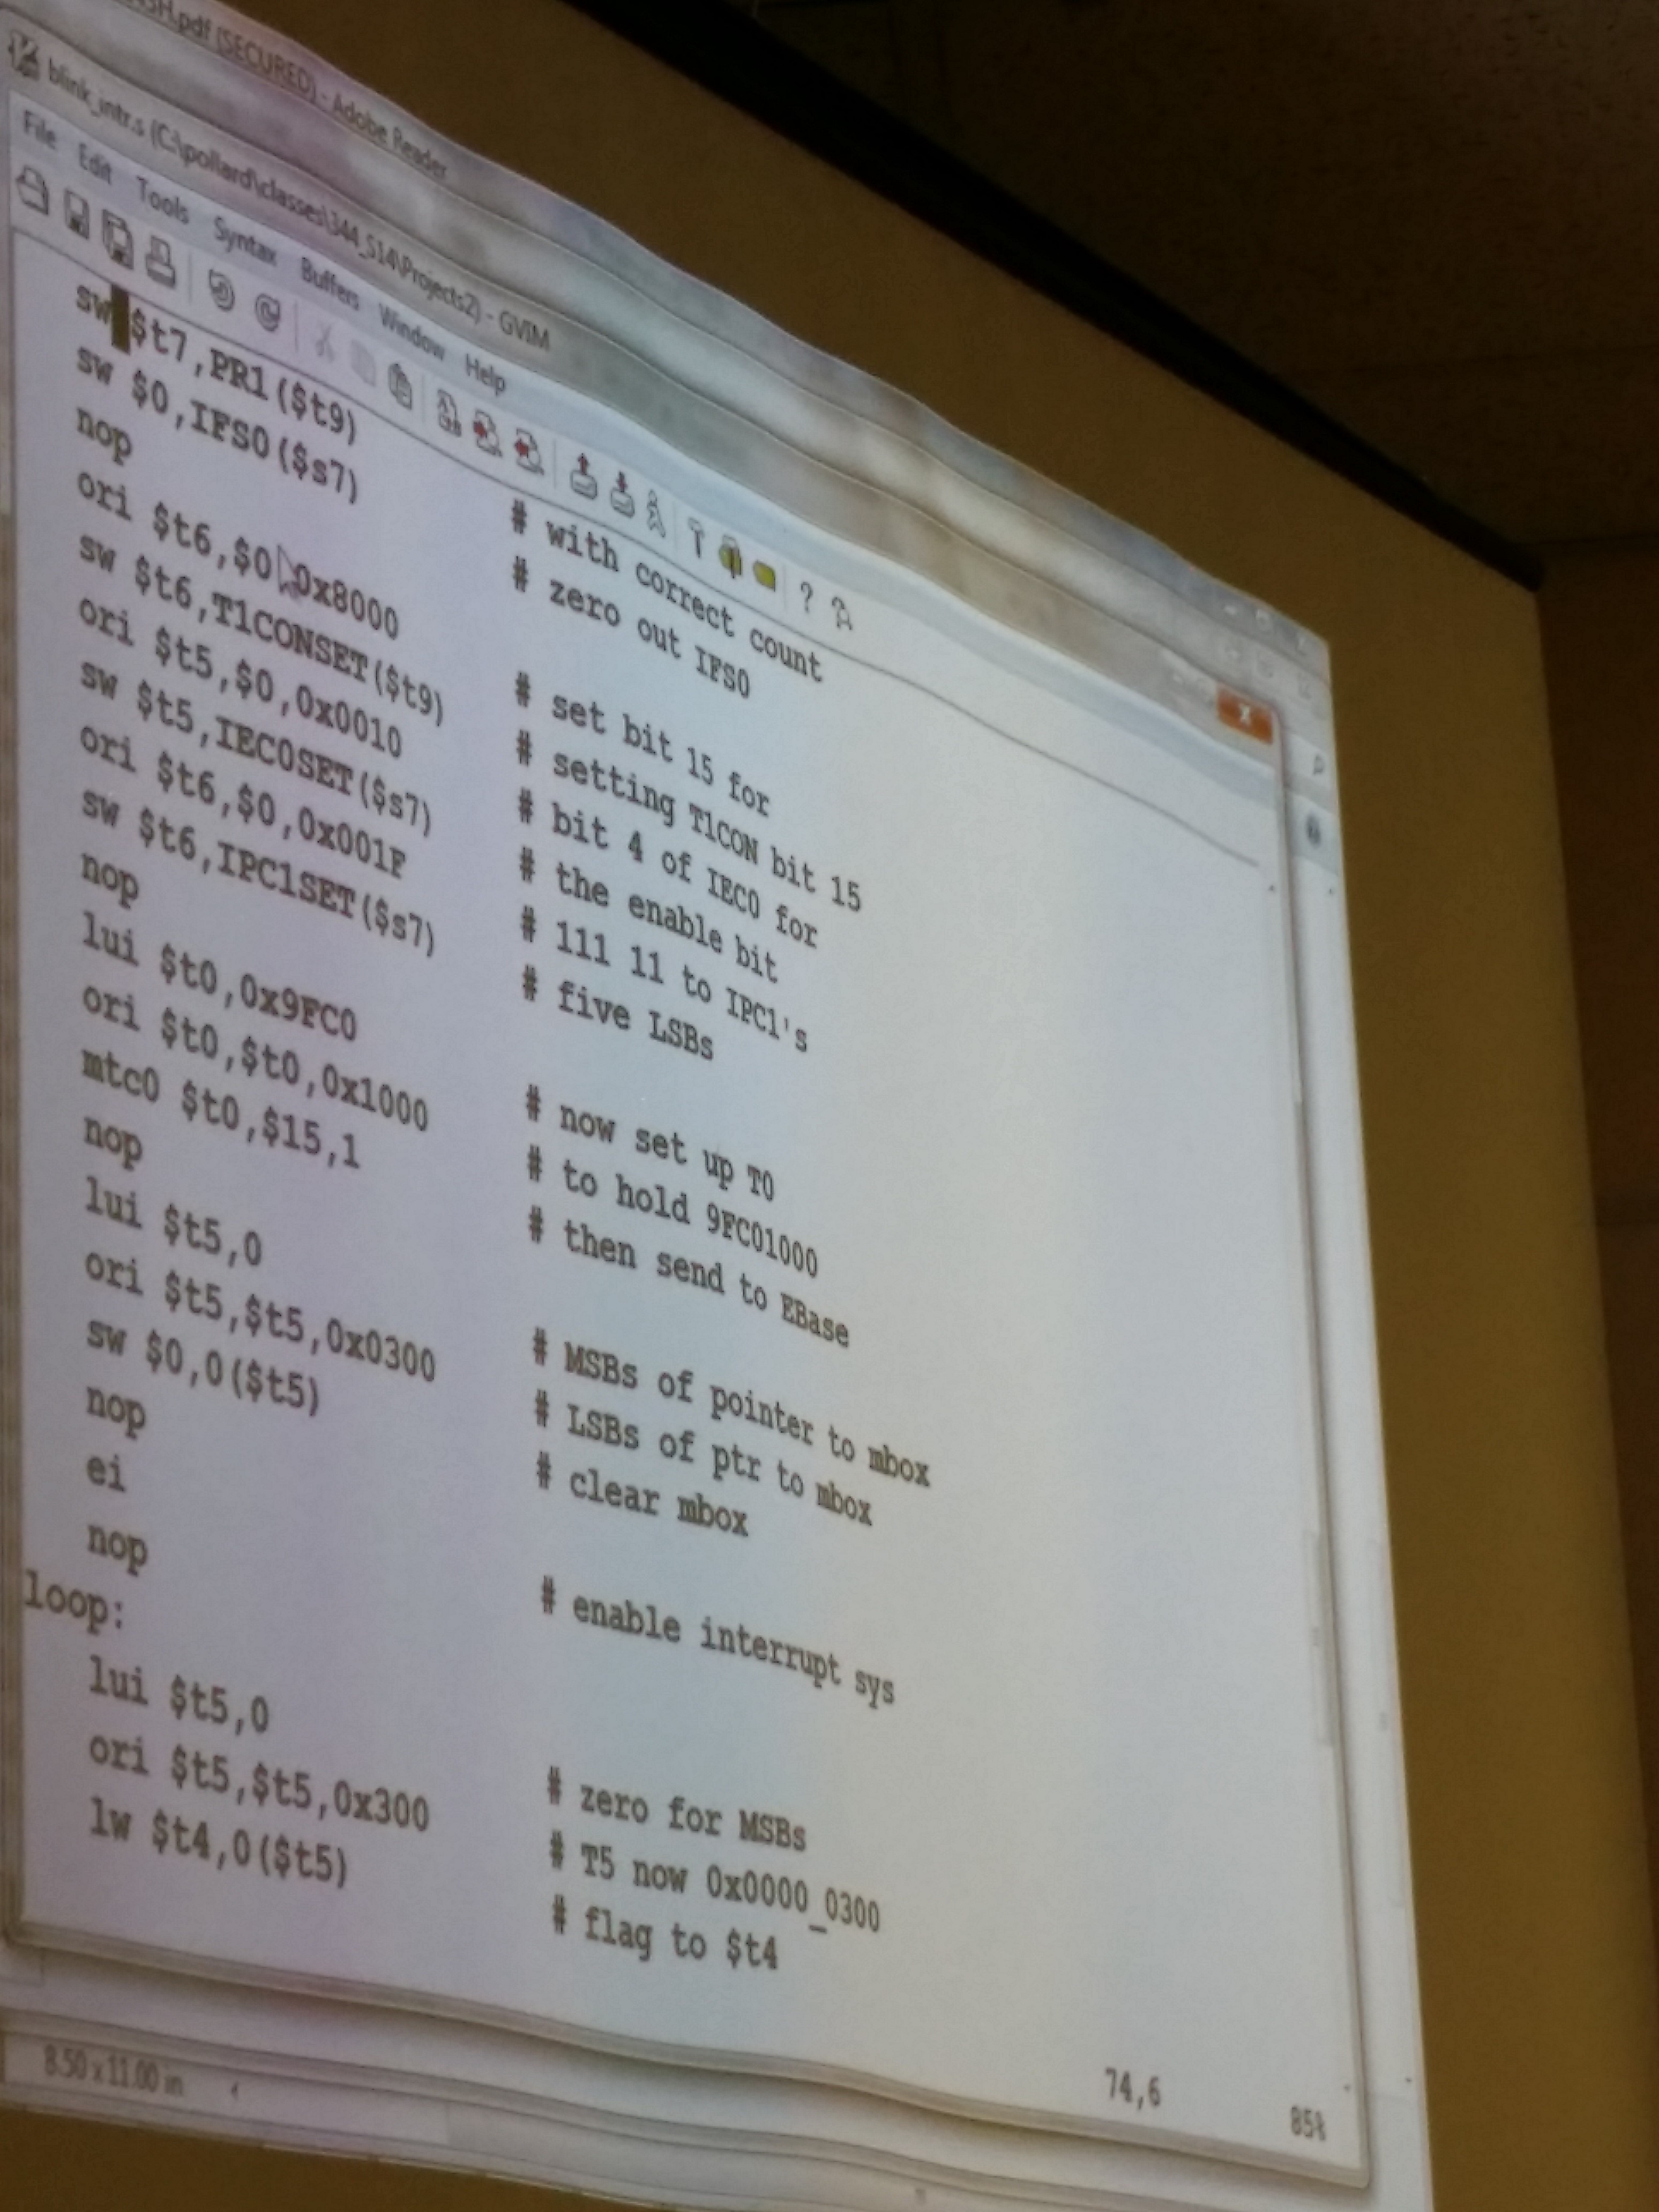 .pdf (SECURED) - Adobe Reader
blink_intr.s (C:\pollard\classes\344_S14\Projects2) - GVIM
File Edit Tools Syntax Buffers Window Help
sw $t7,PR1($t9) # with correct count
sw $0,IFS0($s7) # zero out IFS0
nop
ori $t6,$0 0x8000 # set bit 15 for
sw $t6,T1CONSET($t9) # setting T1CON bit 15
ori $t5,$0,0x0010 # bit 4 of IEC0 for
sw $t5,IEC0SET($s7) # the enable bit
ori $t6,$0,0x001F # 111 11 to IPC1's
sw $t6,IPC1SET($s7) # five LSBs
nop
lui $t0,0x9FC0 # now set up T0
ori $t0,$t0,0x1000 # to hold 9FC01000
mtc0 $t0,$15,1 # then send to EBase
nop
lui $t5,0 # MSBs of pointer to mbox
ori $t5,$t5,0x0300 # LSBs of ptr to mbox
sw $0,0($t5) # clear mbox
nop
ei # enable interrupt sys
nop
loop:
lui $t5,0 # zero for MSBs
ori $t5,$t5,0x300 # T5 now 0x0000_0300
lw $t4,0($t5) # flag to $t4
74,6 85%
8.50 x 11.00 in